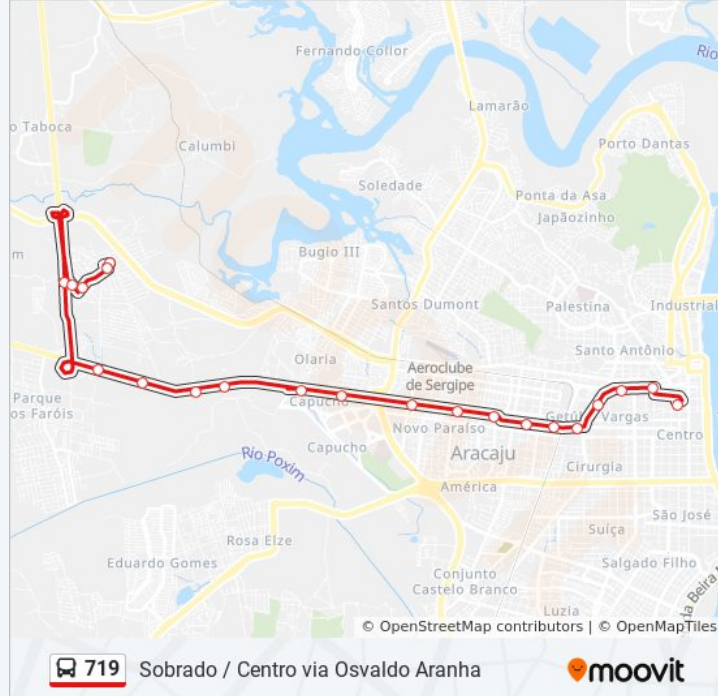 Fernando Collor
Rio
Lamarão
o Taboca
Calumbi
Porto Dantas
Soledade
Ponta da Asa
Japãozinho
m
Bugio III
Santos Dumont
Palestina
Industrial
Santo Antônio
Olaria
Aeroclube
de Sergipe
Parque
os Faróis
Capucho
Getúlio Vargas
Novo Paraíso
Centro
Capucho
Aracaju
Rio Poxim
Cirurgia
América
São José
Suíça
Rosa Elze
Eduardo Gomes
Salgado Filho
Conjunto
Castelo Branco
Luzia
da Beira
© OpenStreetMap contributors | © OpenMapTiles
719 Sobrado / Centro via Osvaldo Aranha
moovit